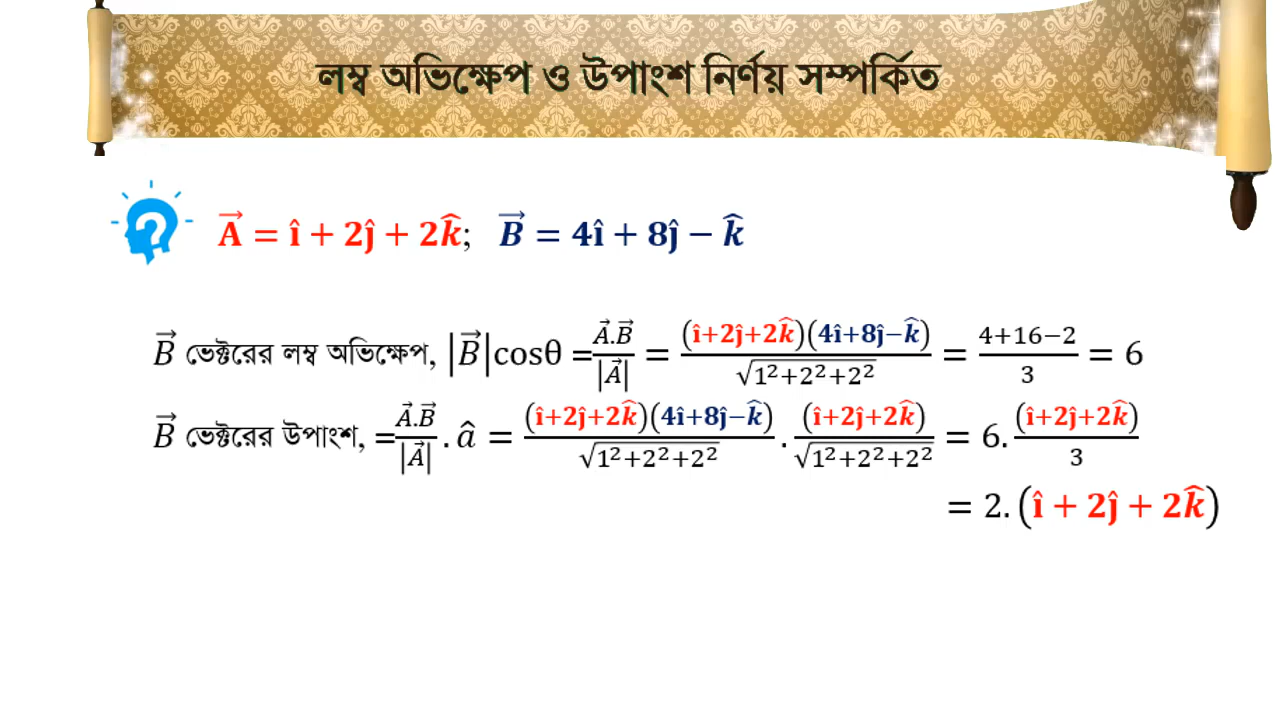 লম্ব অভিক্ষেপ ও উপাংশ নির্ণয় সম্পর্কিত
A⃗ = î + 2ĵ + 2k̂; B⃗ = 4î + 8ĵ − k̂
B⃗ ভেক্টরের লম্ব অভিক্ষেপ, |B⃗|cosθ = (A⃗.B⃗)/|A⃗| = (î+2ĵ+2k̂)(4î+8ĵ−k̂)/√(1²+2²+2²) = (4+16−2)/3 = 6
B⃗ ভেক্টরের উপাংশ, = (A⃗.B⃗)/|A⃗| . â = (î+2ĵ+2k̂)(4î+8ĵ−k̂)/√(1²+2²+2²) . (î+2ĵ+2k̂)/√(1²+2²+2²) = 6. (î+2ĵ+2k̂)/3
= 2. (î + 2ĵ + 2k̂)